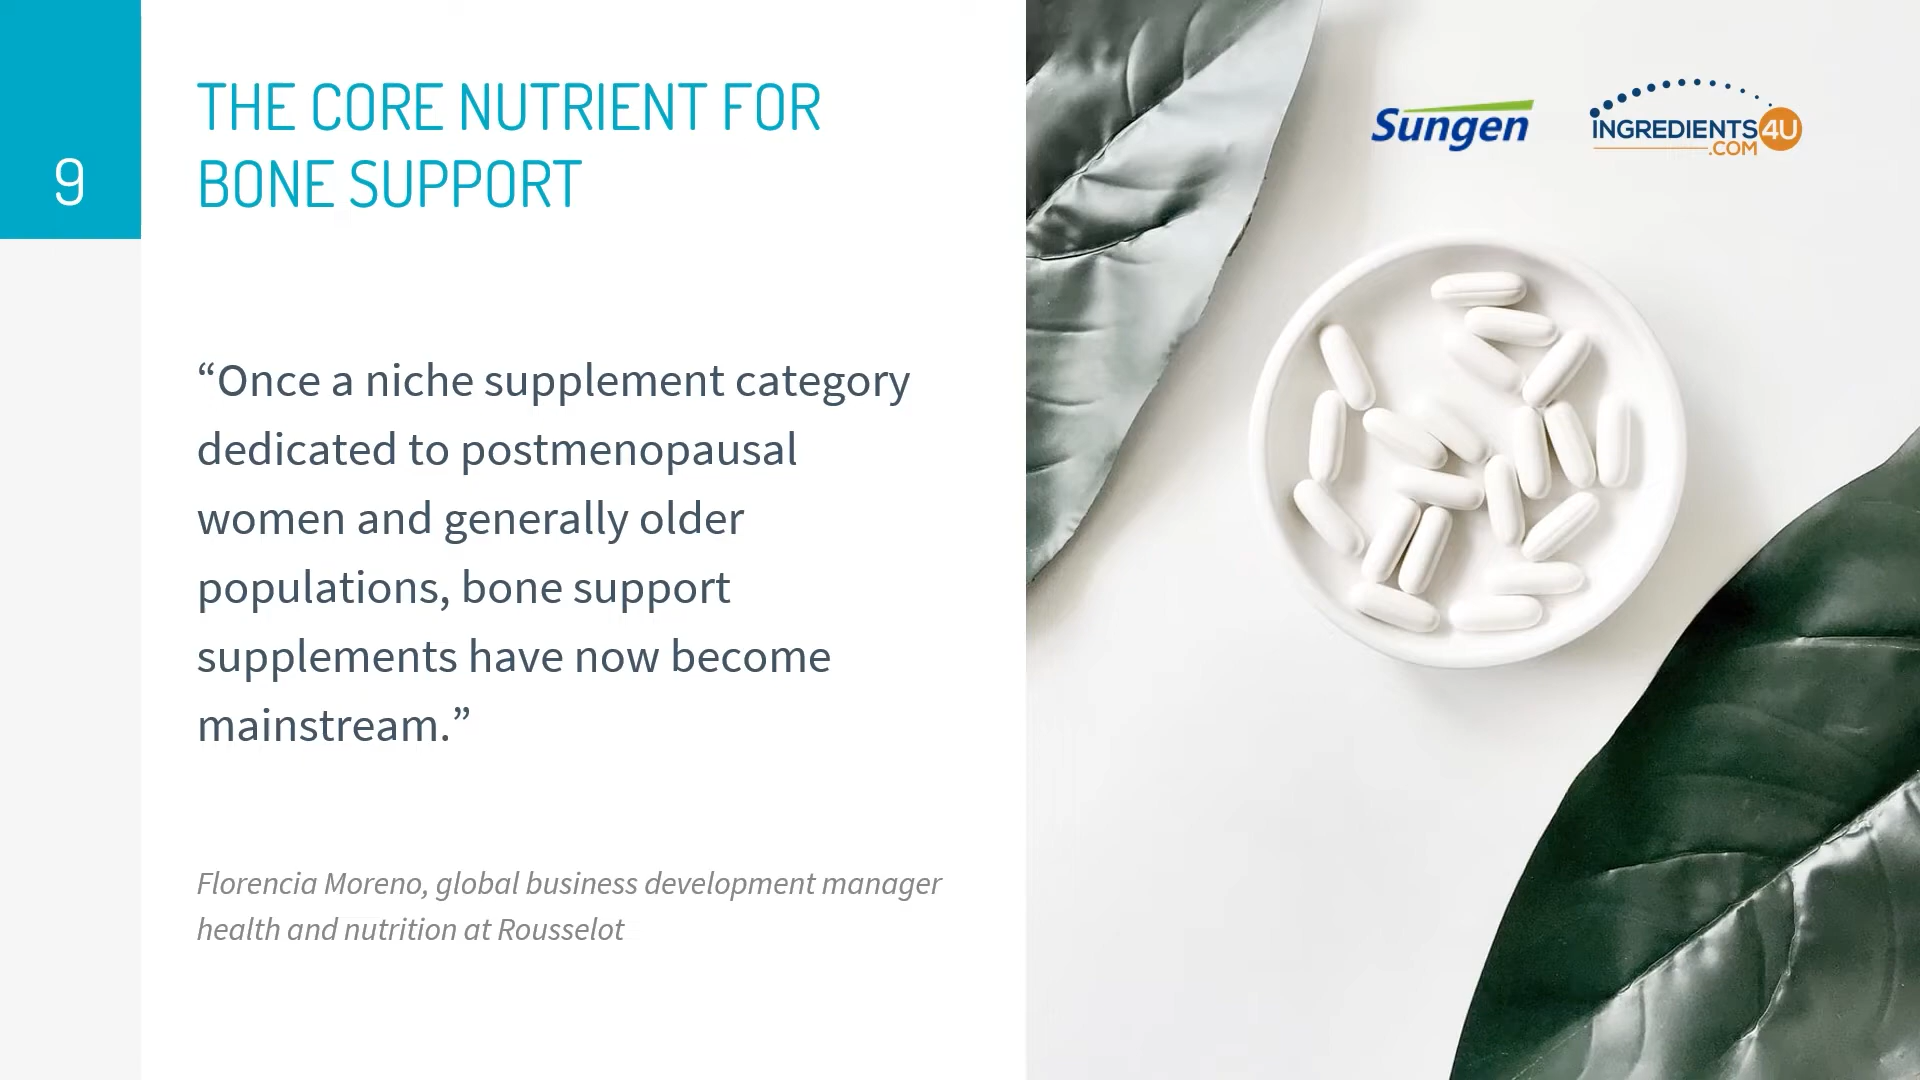 9
THE CORE NUTRIENT FOR
BONE SUPPORT
“Once a niche supplement category
dedicated to postmenopausal
women and generally older
populations, bone support
supplements have now become
mainstream.”
Florencia Moreno, global business development manager
health and nutrition at Rousselot
Sungen
INGREDIENTS4U
.COM